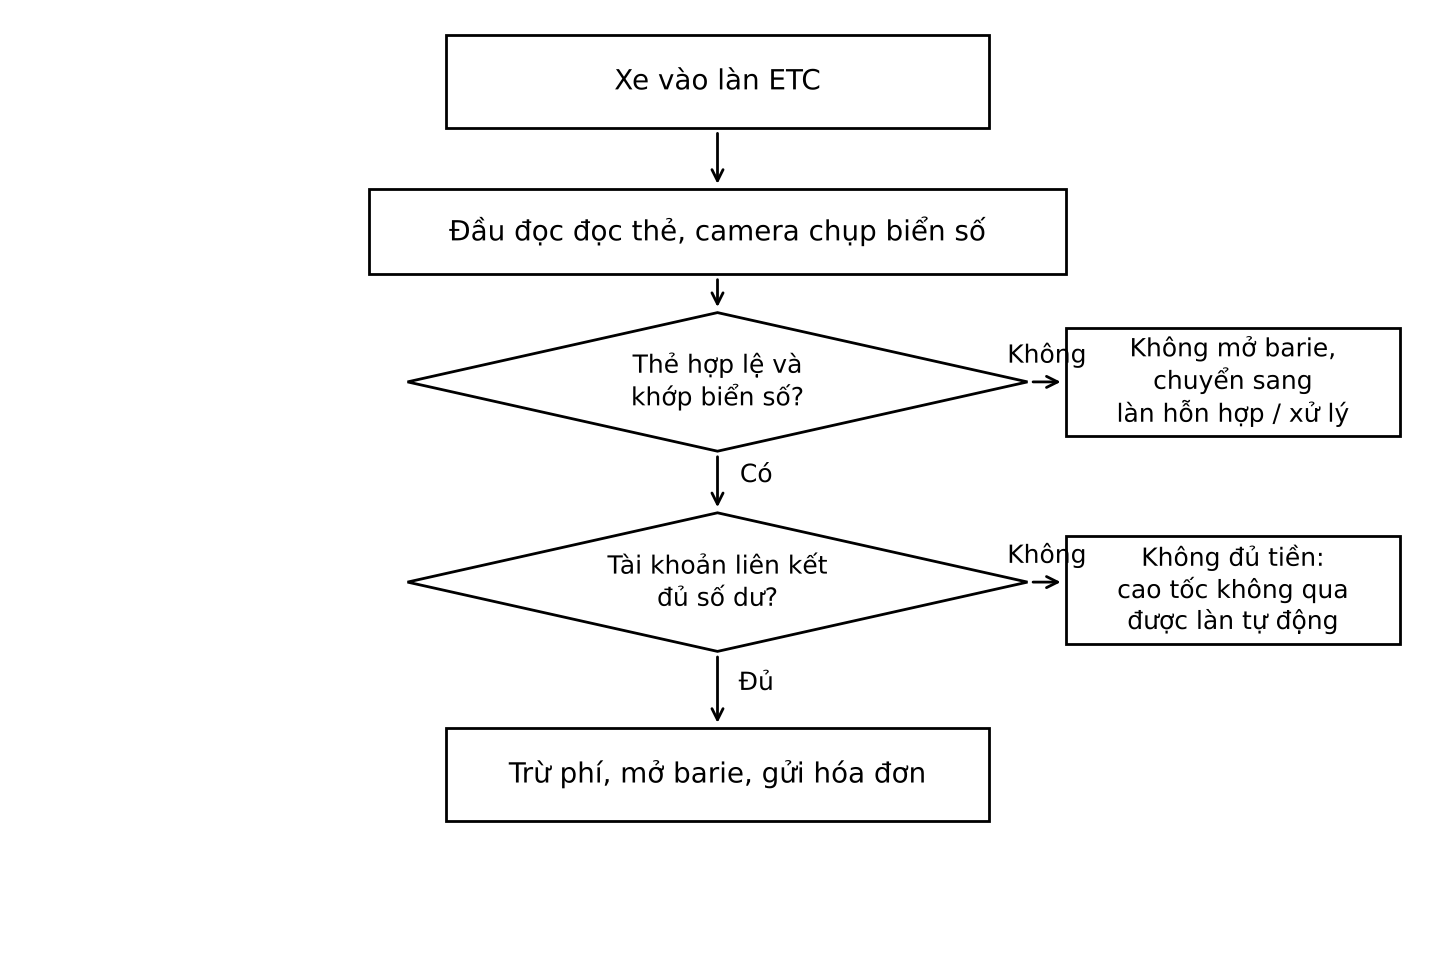 Xe vào làn ETC
Đầu đọc đọc thẻ, camera chụp biển số
Thẻ hợp lệ và
khớp biển số?
Không
Không mở barie,
chuyển sang
làn hỗn hợp / xử lý
Có
Tài khoản liên kết
đủ số dư?
Không
Không đủ tiền:
cao tốc không qua
được làn tự động
Đủ
Trừ phí, mở barie, gửi hóa đơn